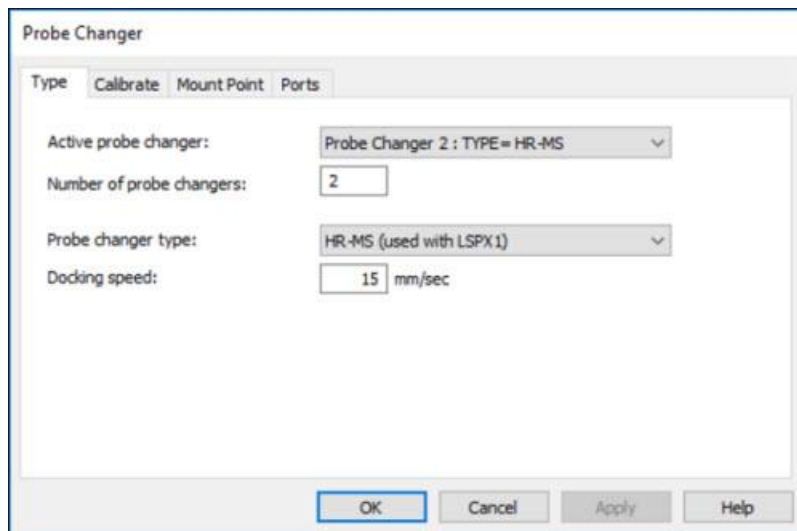 Probe Changer
Type Calibrate Mount Point Ports
Active probe changer: Probe Changer 2 : TYPE= HR-MS
Number of probe changers: 2
Probe changer type: HR-MS (used with LSPX1)
Docking speed: 15 mm/sec
OK Cancel Apply Help